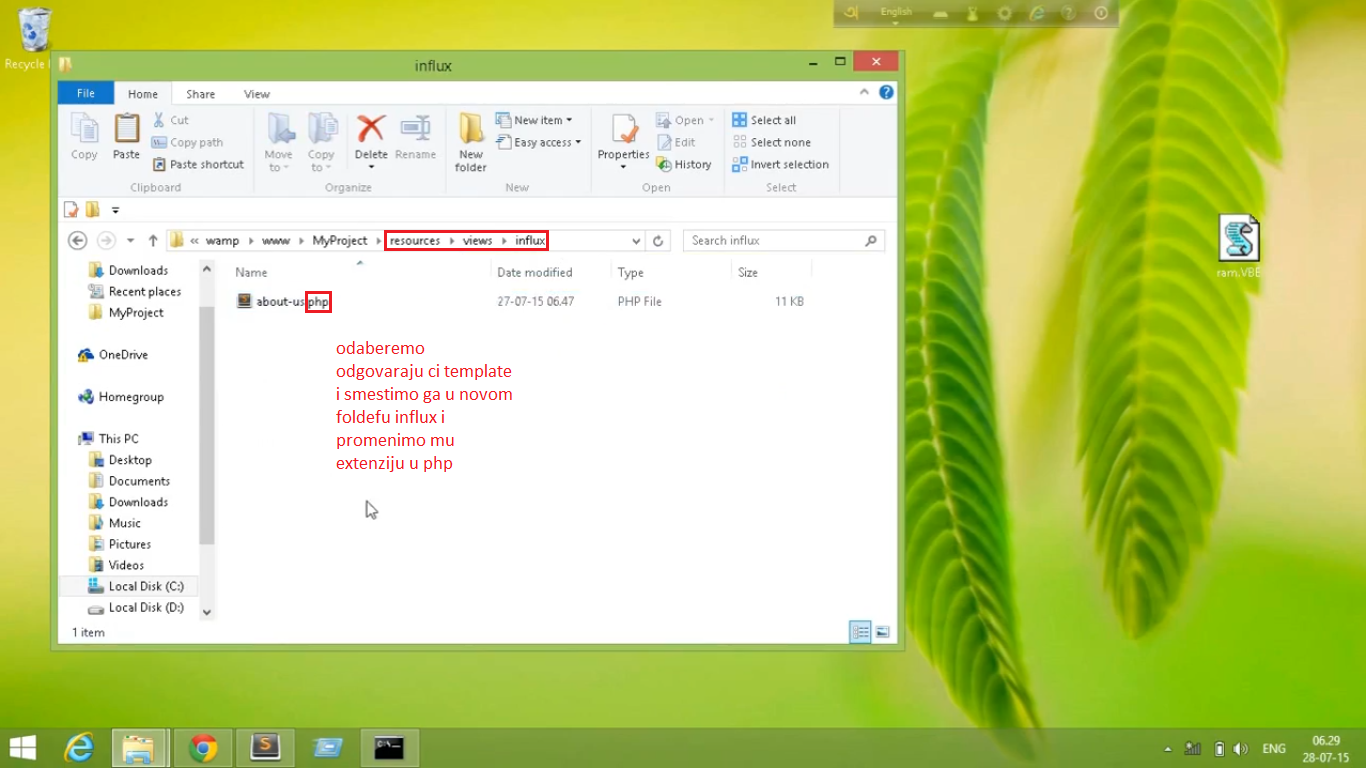 English
Recycle
influx
File
Home
Share
View
Copy
Paste
Cut
Copy path
Paste shortcut
Clipboard
Move to
Copy to
Delete
Rename
Organize
New folder
New item
Easy access
New
Properties
Open
Edit
History
Open
Select all
Select none
Invert selection
Select
« wamp www MyProject resources views influx
Search influx
Name
Date modified
Type
Size
about-us.php
27-07-15 06.47
PHP File
11 KB
odaberemo
odgovaraju ci template
i smestimo ga u novom
foldefu influx i
promenimo mu
extenziju u php
Downloads
Recent places
MyProject
OneDrive
Homegroup
This PC
Desktop
Documents
Downloads
Music
Pictures
Videos
Local Disk (C:)
Local Disk (D:)
1 item
ram.VBE
ENG
06.29
28-07-15